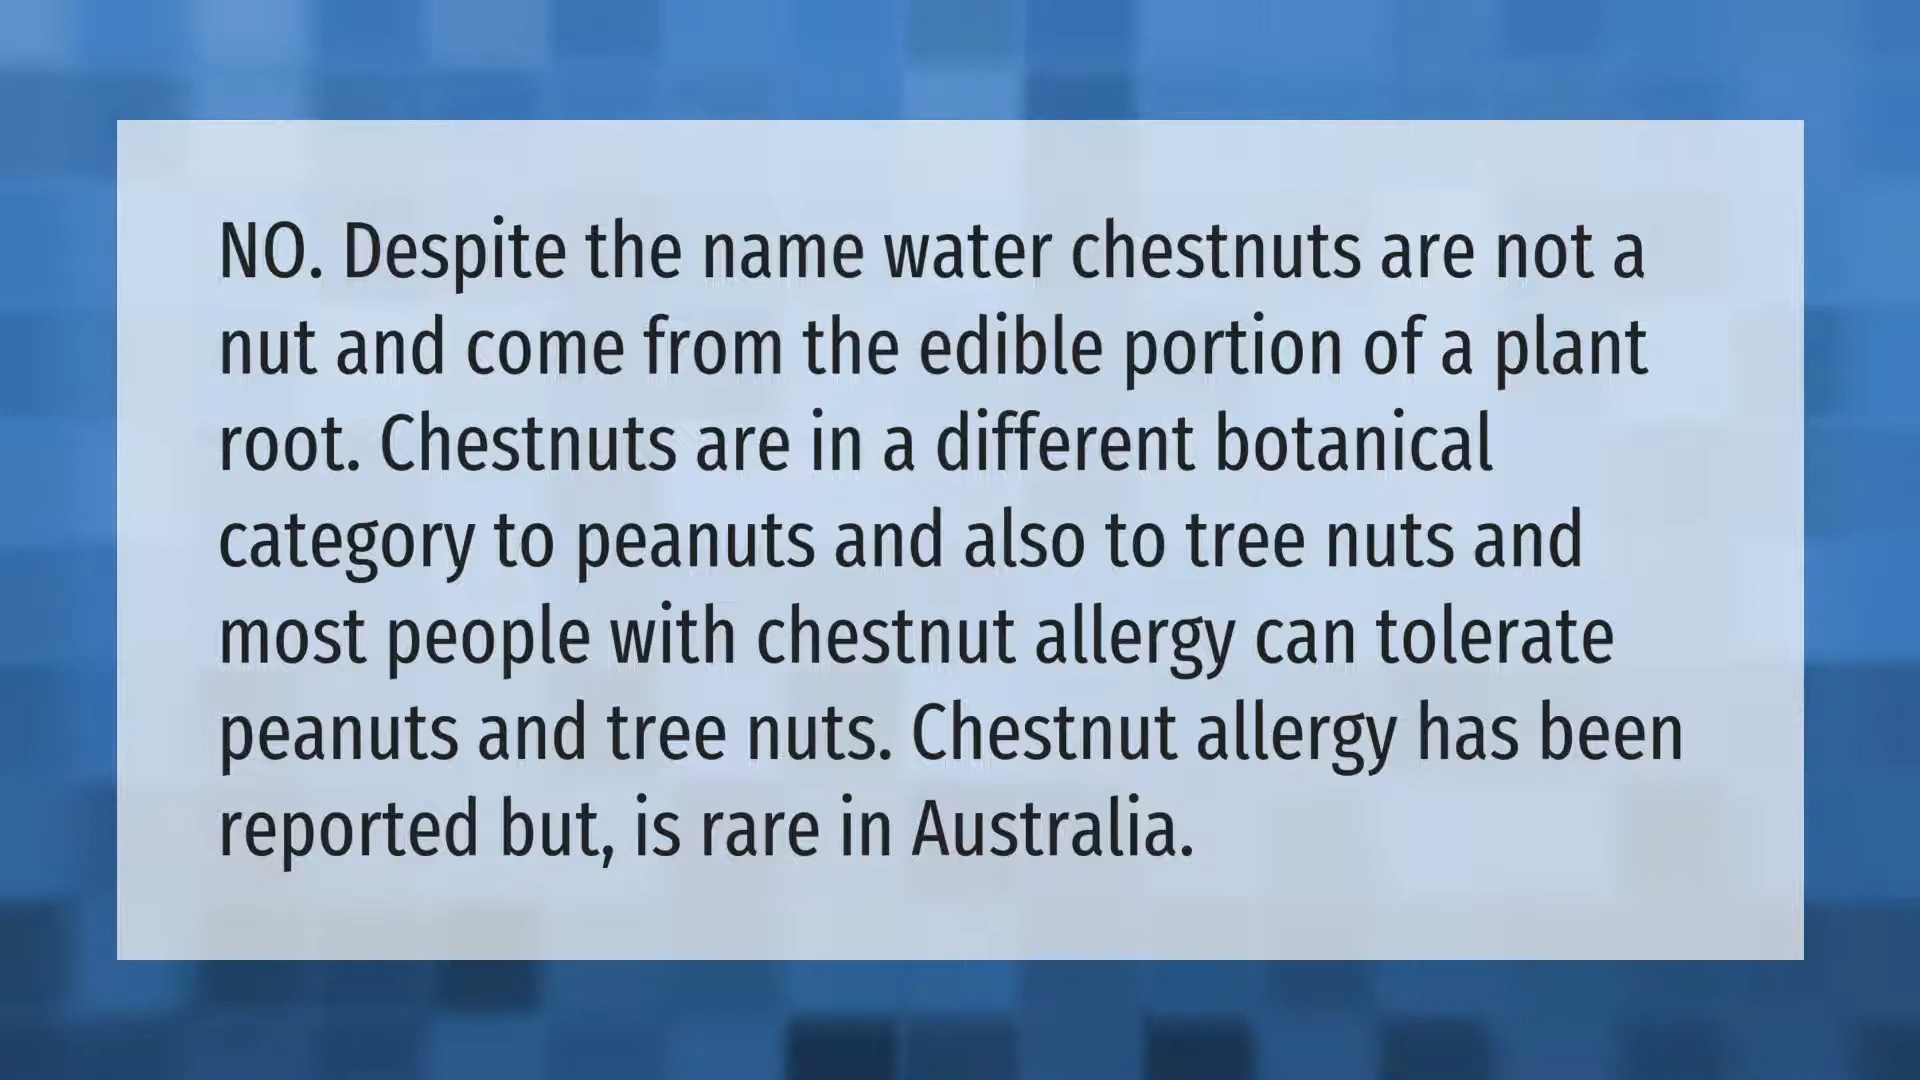 NO. Despite the name water chestnuts are not a
nut and come from the edible portion of a plant
root. Chestnuts are in a different botanical
category to peanuts and also to tree nuts and
most people with chestnut allergy can tolerate
peanuts and tree nuts. Chestnut allergy has been
reported but, is rare in Australia.